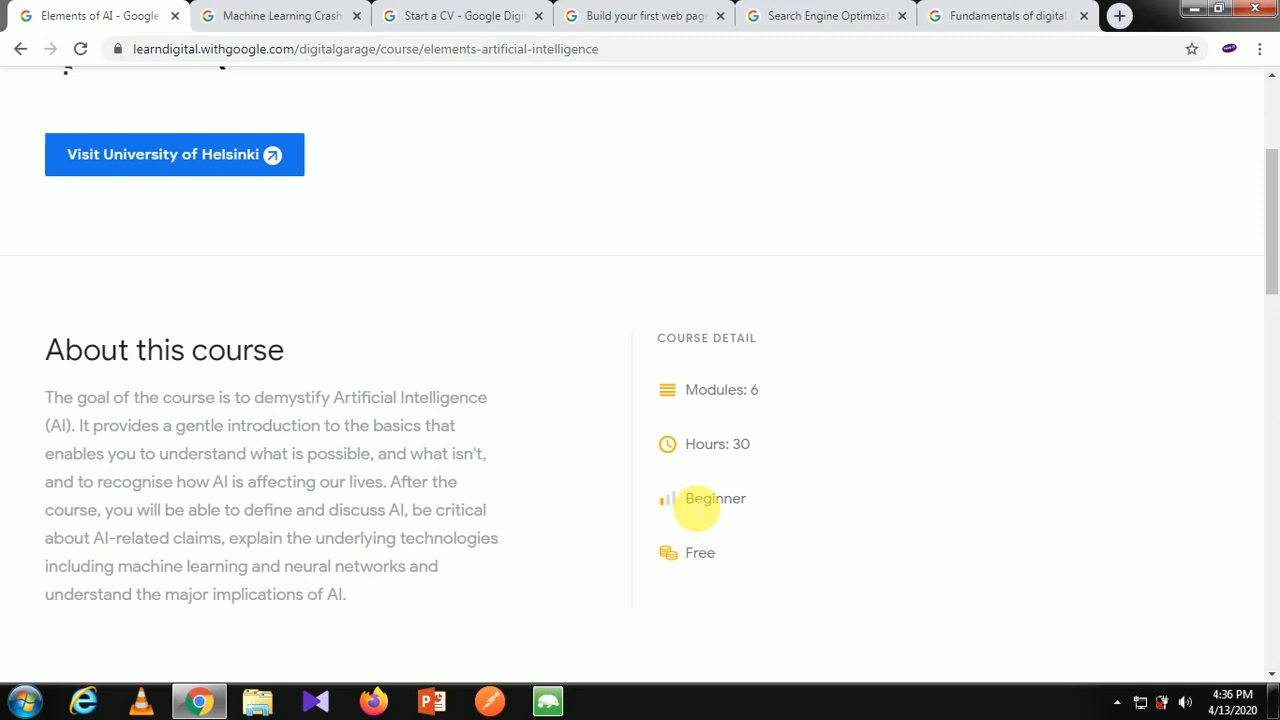 Elements of AI - Google
Machine Learning Crash
Start a CV - Google Digi
Build your first web page
Search Engine Optimizat
Fundamentals of digital
learndigital.withgoogle.com/digitalgarage/course/elements-artificial-intelligence
Visit University of Helsinki
About this course
The goal of the course is to demystify Artificial Intelligence
(AI). It provides a gentle introduction to the basics that
enables you to understand what is possible, and what isn't,
and to recognise how AI is affecting our lives. After the
course, you will be able to define and discuss AI, be critical
about AI-related claims, explain the underlying technologies
including machine learning and neural networks and
understand the major implications of AI.
COURSE DETAIL
Modules: 6
Hours: 30
Beginner
Free
4:36 PM
4/13/2020